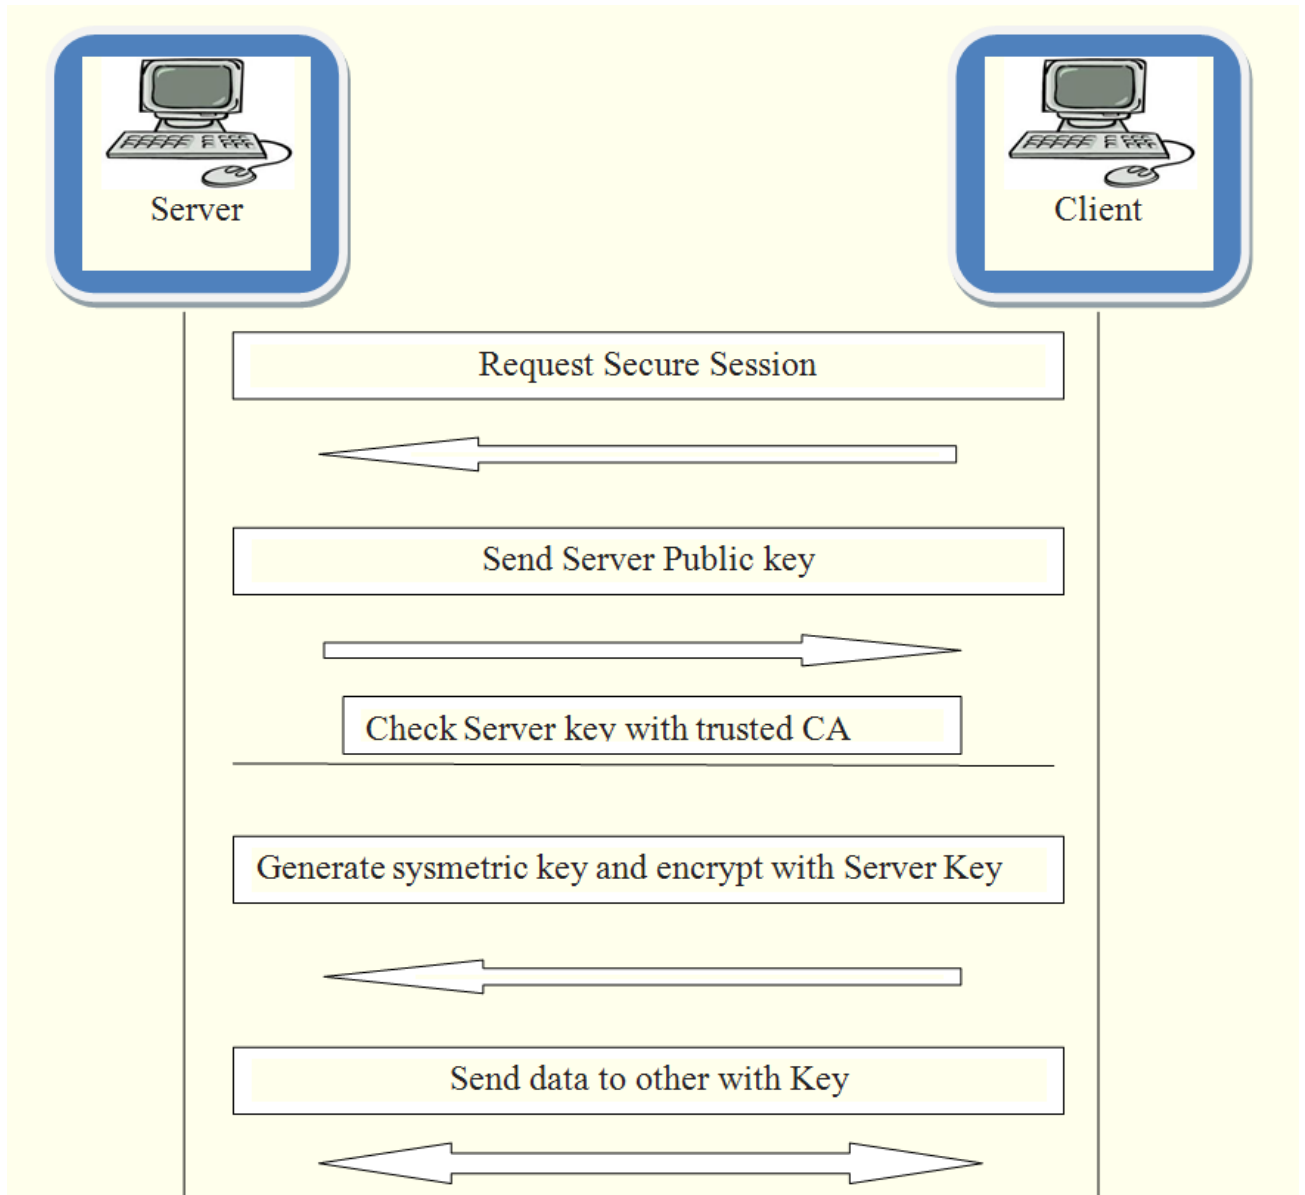 Server
Client
Request Secure Session
Send Server Public key
Check Server key with trusted CA
Generate sysmetric key and encrypt with Server Key
Send data to other with Key